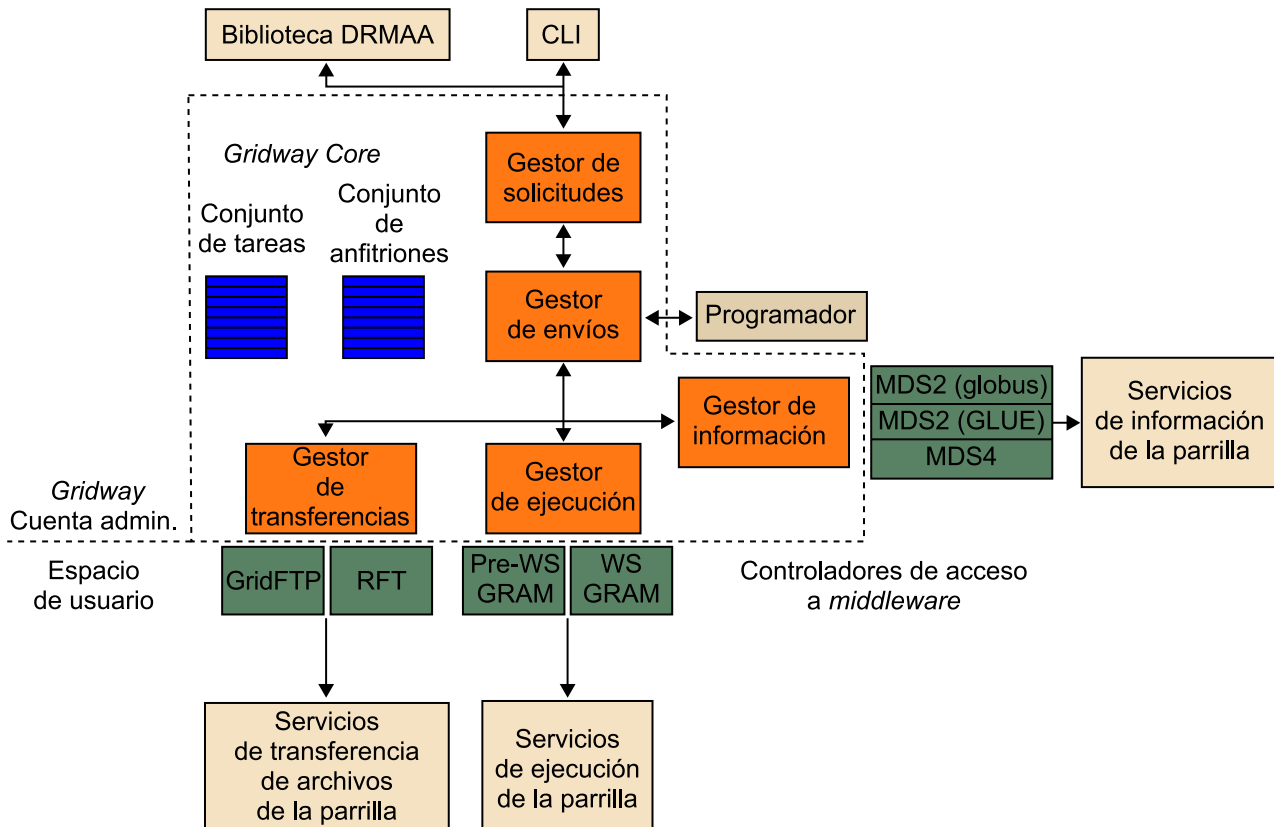 Biblioteca DRMAA
CLI
Gridway Core
Gestor de
solicitudes
Conjunto
de tareas
Conjunto
de
anfitriones
Gestor
de envíos
Programador
Gestor de
información
MDS2 (globus)
MDS2 (GLUE)
MDS4
Servicios
de información
de la parrilla
Gestor
de
transferencias
Gestor
de ejecución
Gridway
Cuenta admin.
Espacio
de usuario
GridFTP
RFT
Pre-WS
GRAM
WS
GRAM
Controladores de acceso
a middleware
Servicios
de transferencia
de archivos
de la parrilla
Servicios
de ejecución
de la parrilla